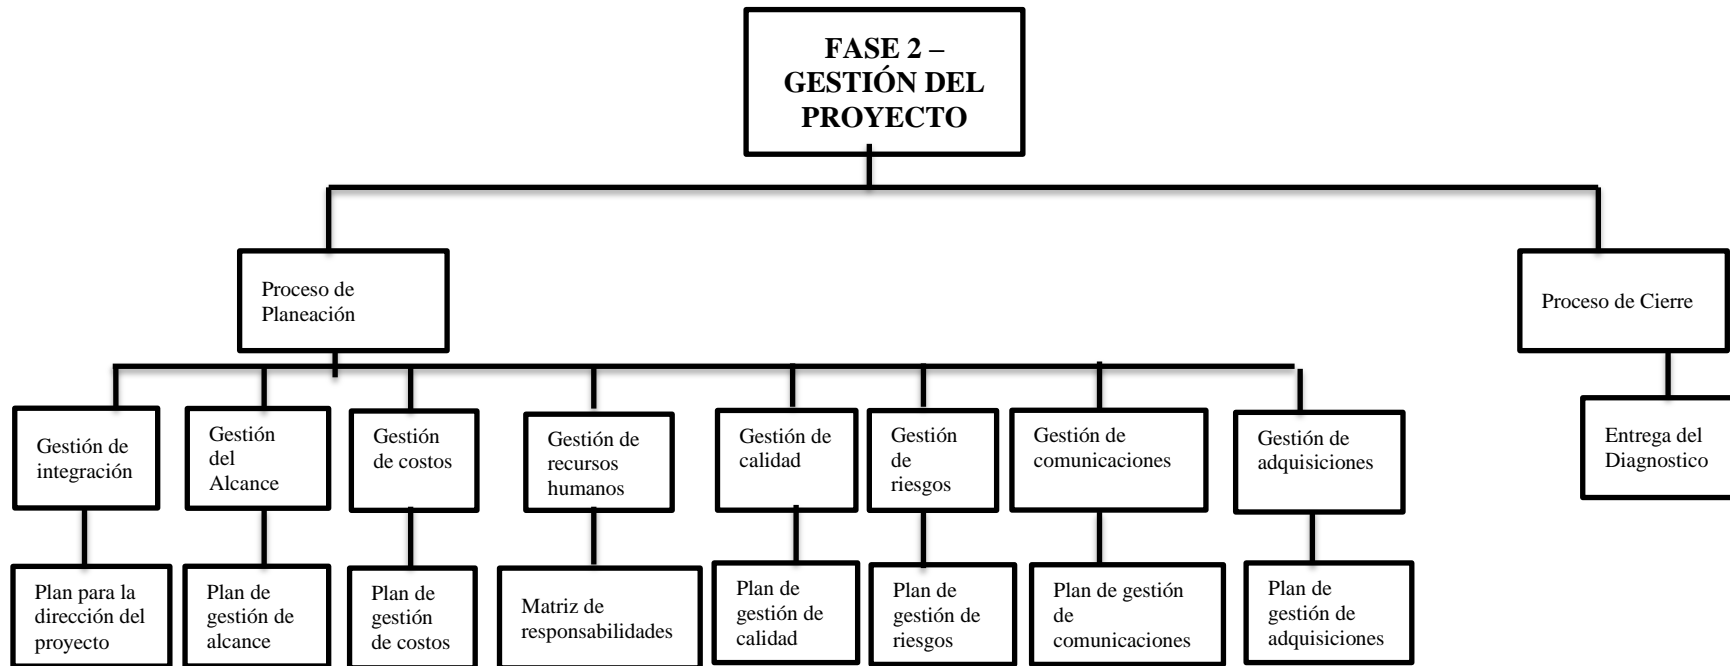 FASE 2 –
GESTIÓN DEL
PROYECTO
Proceso de
Planeación
Proceso de Cierre
Gestión de
integración
Gestión
del
Alcance
Gestión
de costos
Gestión de
recursos
humanos
Gestión de
calidad
Gestión
de
riesgos
Gestión de
comunicaciones
Gestión de
adquisiciones
Entrega del
Diagnostico
Plan para la
dirección del
proyecto
Plan de
gestión de
alcance
Plan de
gestión
de costos
Matriz de
responsabilidades
Plan de
gestión de
calidad
Plan de
gestión de
riesgos
Plan de gestión
de
comunicaciones
Plan de
gestión de
adquisiciones